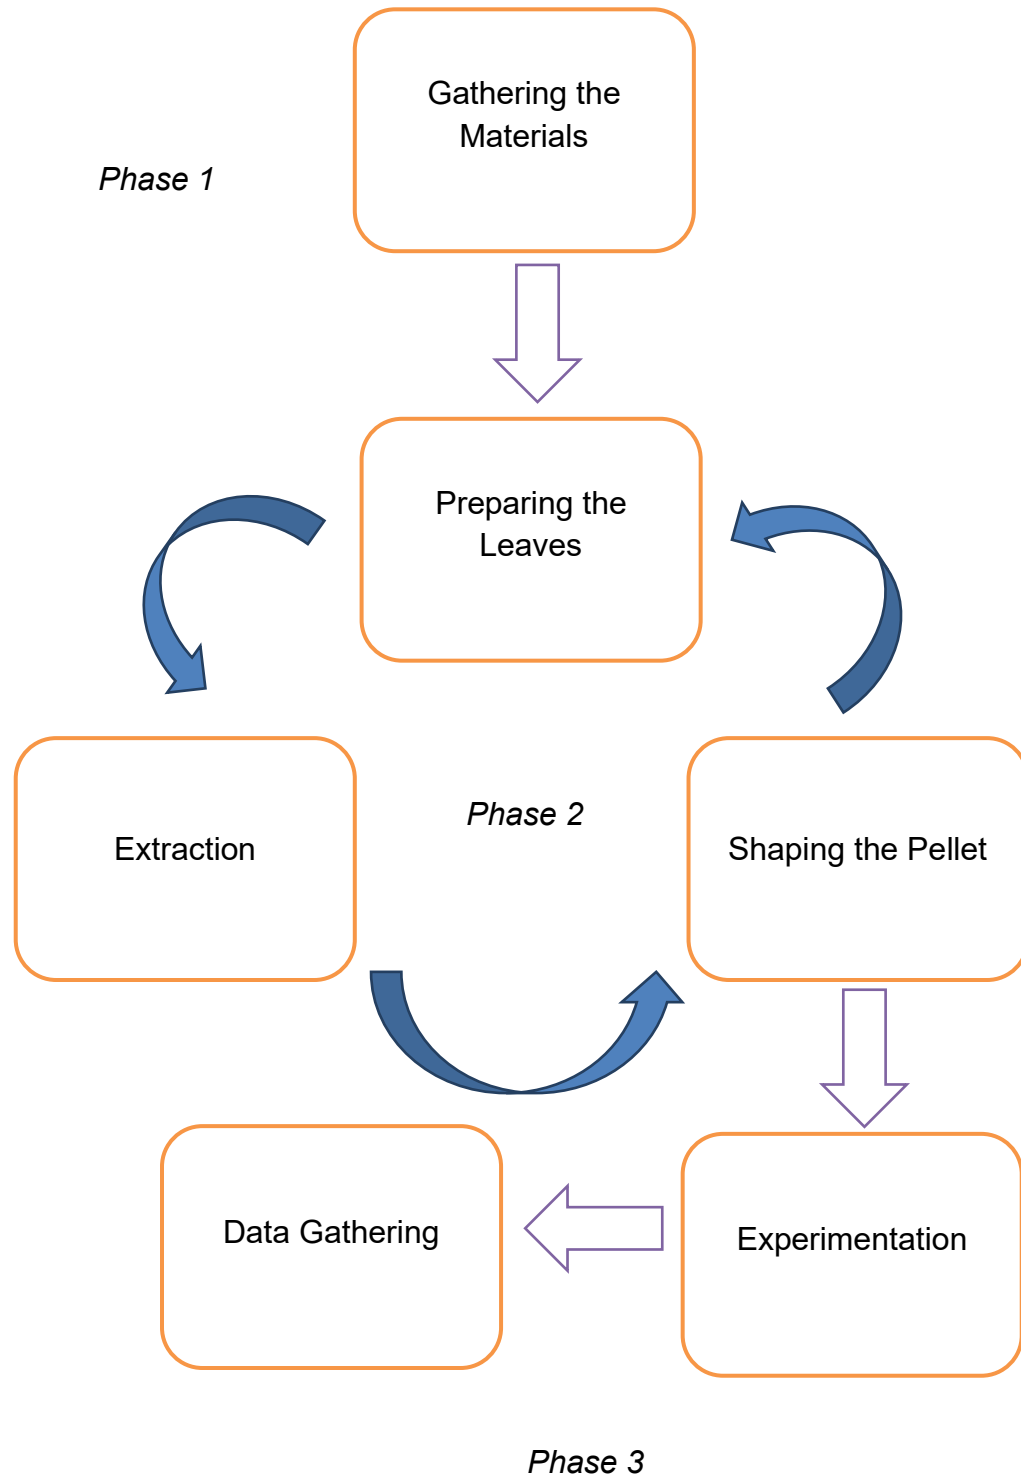 Gathering the
Materials
Phase 1
Preparing the
Leaves
Extraction
Phase 2
Shaping the Pellet
Data Gathering
Experimentation
Phase 3